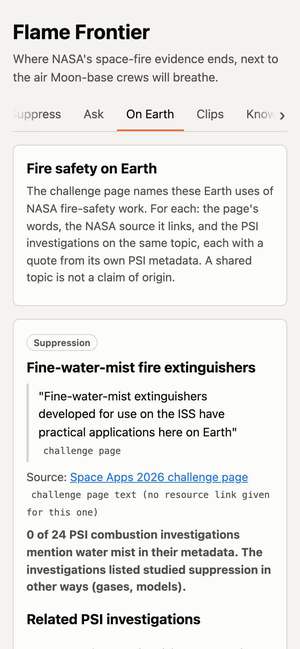 Flame Frontier
Where NASA's space-fire evidence ends, next to
the air Moon-base crews will breathe.
Suppress Ask On Earth Clips Know
Fire safety on Earth
The challenge page names these Earth uses of
NASA fire-safety work. For each: the page's
words, the NASA source it links, and the PSI
investigations on the same topic, each with a
quote from its own PSI metadata. A shared
topic is not a claim of origin.
Suppression
Fine-water-mist fire extinguishers
"Fine-water-mist extinguishers
developed for use on the ISS have
practical applications here on Earth"
challenge page
Source: Space Apps 2026 challenge page
challenge page text (no resource link given
for this one)
0 of 24 PSI combustion investigations
mention water mist in their metadata. The
investigations listed studied suppression in
other ways (gases, models).
Related PSI investigations